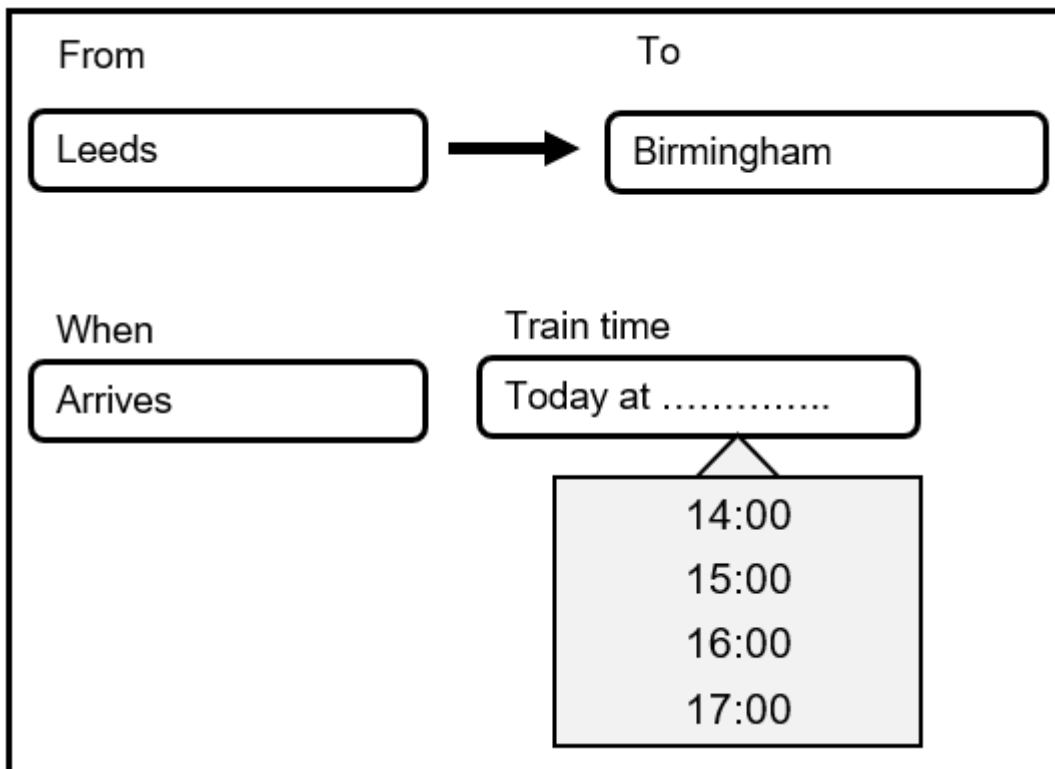 From
To
Leeds
Birmingham
When
Train time
Arrives
Today at …………..
14:00
15:00
16:00
17:00